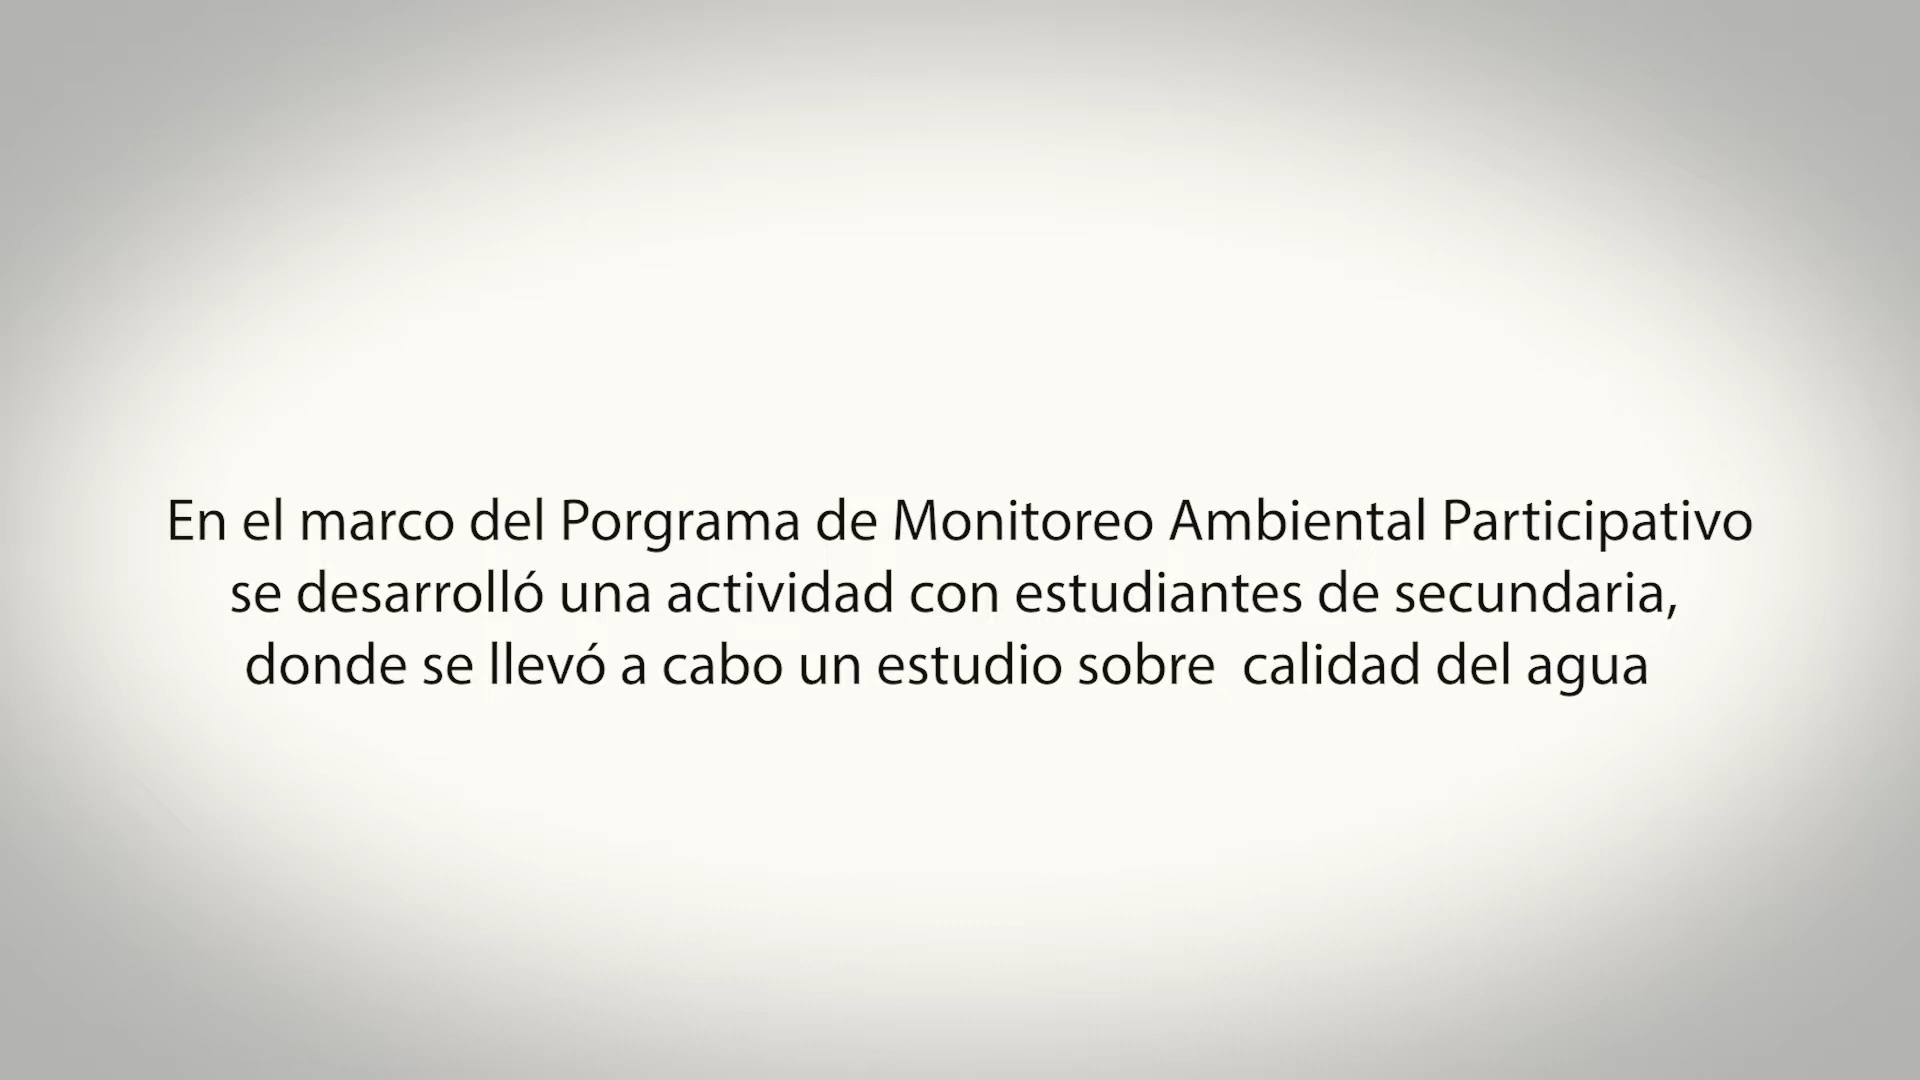 En el marco del Porgrama de Monitoreo Ambiental Participativo
se desarrolló una actividad con estudiantes de secundaria,
donde se llevó a cabo un estudio sobre  calidad del agua